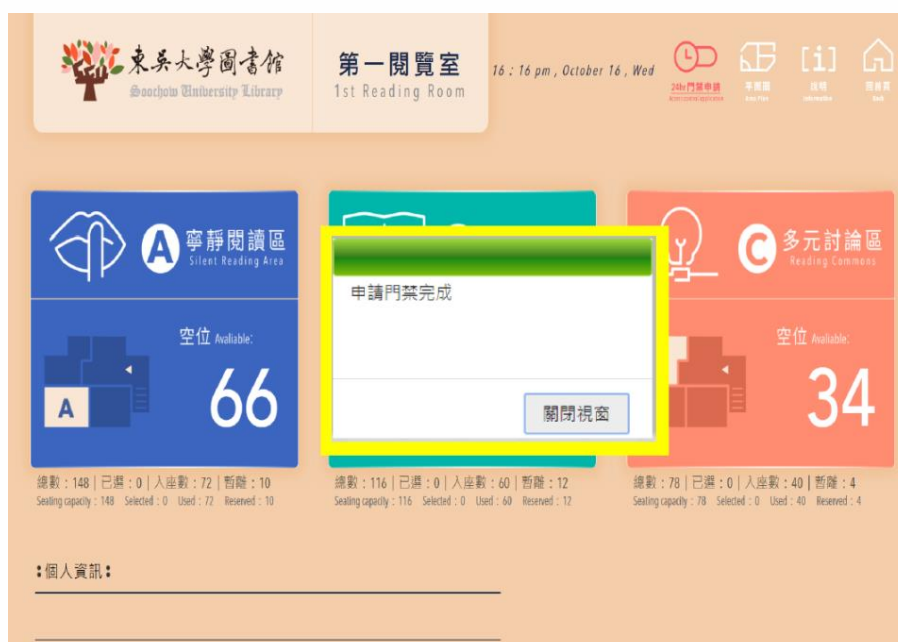 東吳大學圖書館
Soochow University Library
第一閱覽室
1st Reading Room
16 : 16 pm , October 16 , Wed
24hr門禁申請
平面圖
Area Plan
[i]
說明
Information
回首頁
A 寧靜閱讀區
Silent Reading Area
空位 Avaliable:
66
A
總數:148 | 已選:0 | 入座數:72 | 暫離:10
Seating capacity : 148 Selected : 0 Used : 72 Reserved : 10
申請門禁完成
關閉視窗
總數:116 | 已選:0 | 入座數:60 | 暫離:12
Seating capacity : 116 Selected : 0 Used : 60 Reserved : 12
C 多元討論區
Reading Commons
空位 Avaliable:
34
總數:78 | 已選:0 | 入座數:40 | 暫離:4
Seating capacity : 78 Selected : 0 Used : 40 Reserved : 4
:個人資訊: